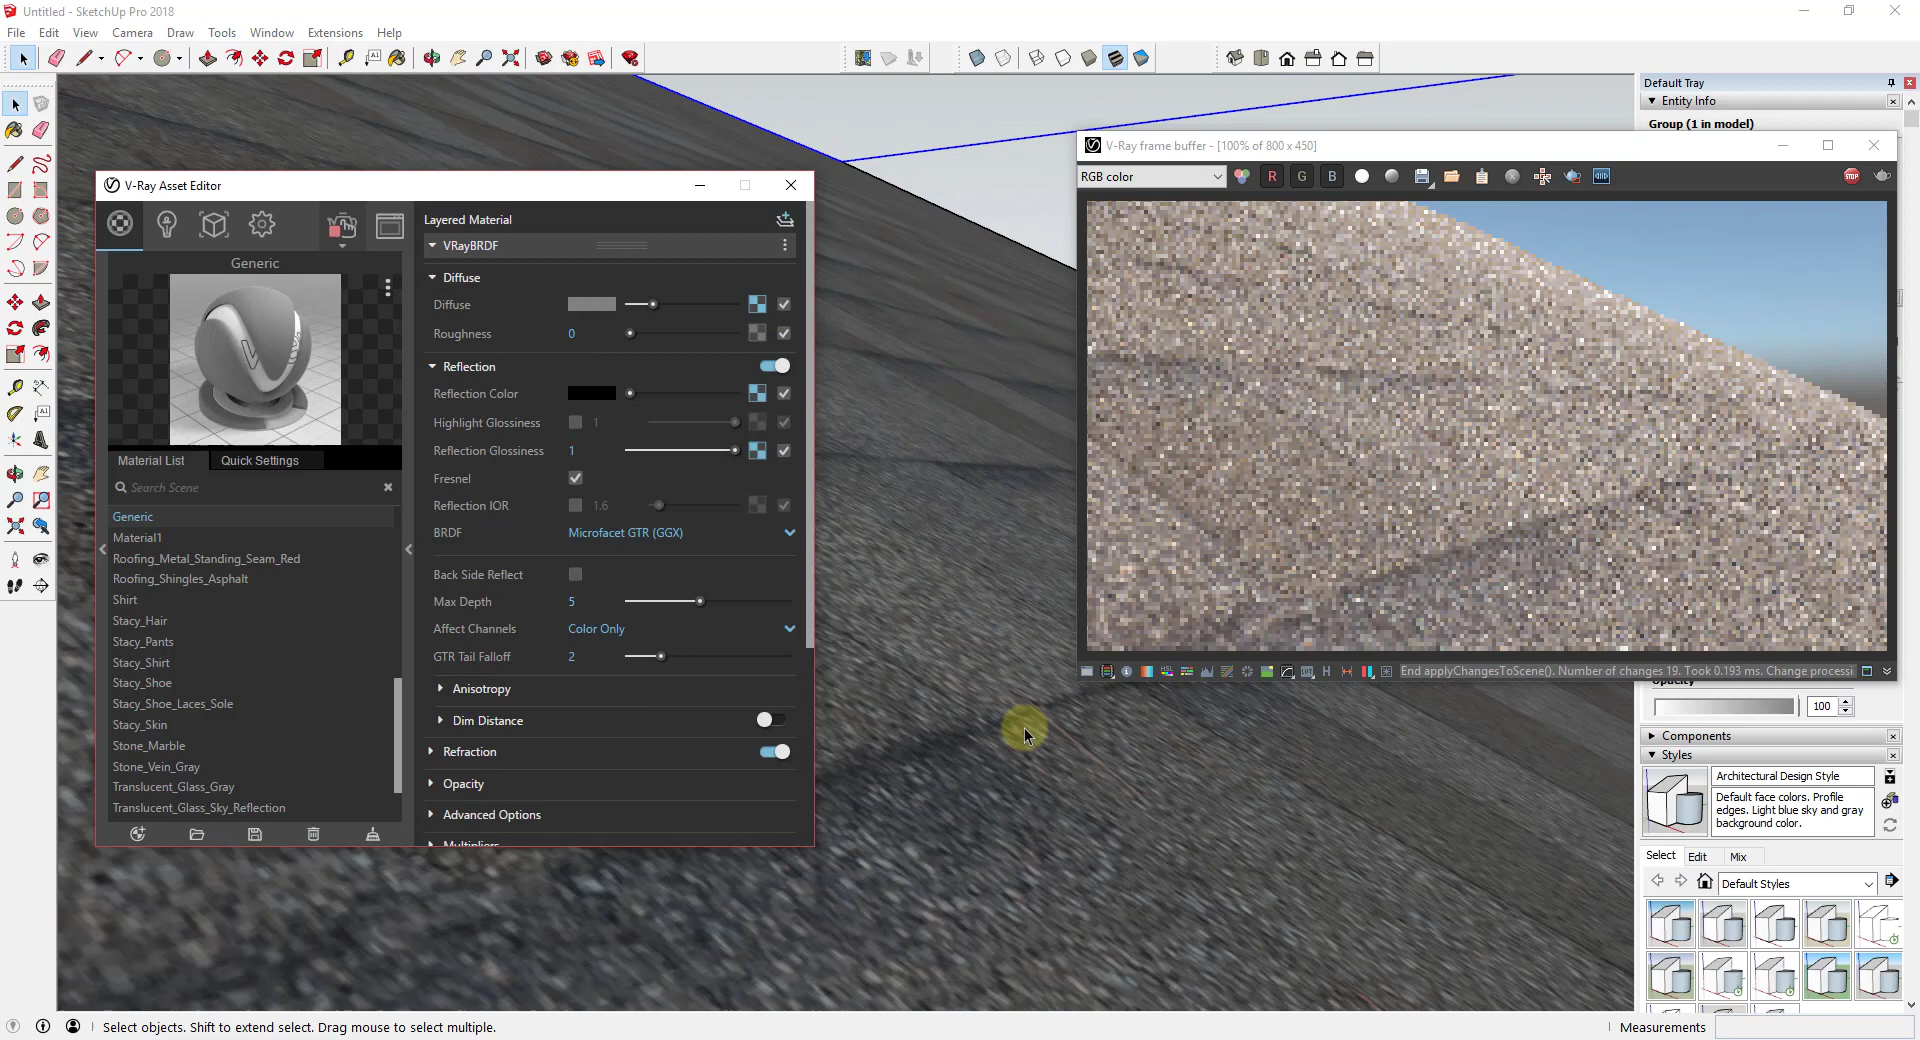 Untitled - SketchUp Pro 2018
File Edit View Camera Draw Tools Window Extensions Help
Default Tray
Entity Info
Group (1 in model)
V-Ray frame buffer - [100% of 800 x 450]
RGB color
R G B
STOP
V-Ray Asset Editor
Layered Material
VRayBRDF
Generic
Diffuse
Diffuse
Roughness 0
Reflection
Reflection Color
Highlight Glossiness 1
Reflection Glossiness 1
Fresnel
Reflection IOR 1.6
BRDF Microfacet GTR (GGX)
Back Side Reflect
Max Depth 5
Affect Channels Color Only
GTR Tail Falloff 2
Anisotropy
Dim Distance
Refraction
Opacity
Advanced Options
Multipliers
Material List Quick Settings
Search Scene
Generic
Material1
Roofing_Metal_Standing_Seam_Red
Roofing_Shingles_Asphalt
Shirt
Stacy_Hair
Stacy_Pants
Stacy_Shirt
Stacy_Shoe
Stacy_Shoe_Laces_Sole
Stacy_Skin
Stone_Marble
Stone_Vein_Gray
Translucent_Glass_Gray
Translucent_Glass_Sky_Reflection
End applyChangesToScene(). Number of changes 19. Took 0.193 ms. Change processi
Opacity
100
Components
Styles
Architectural Design Style
Default face colors. Profile
edges. Light blue sky and gray
background color.
Select Edit Mix
Default Styles
Select objects. Shift to extend select. Drag mouse to select multiple.
Measurements